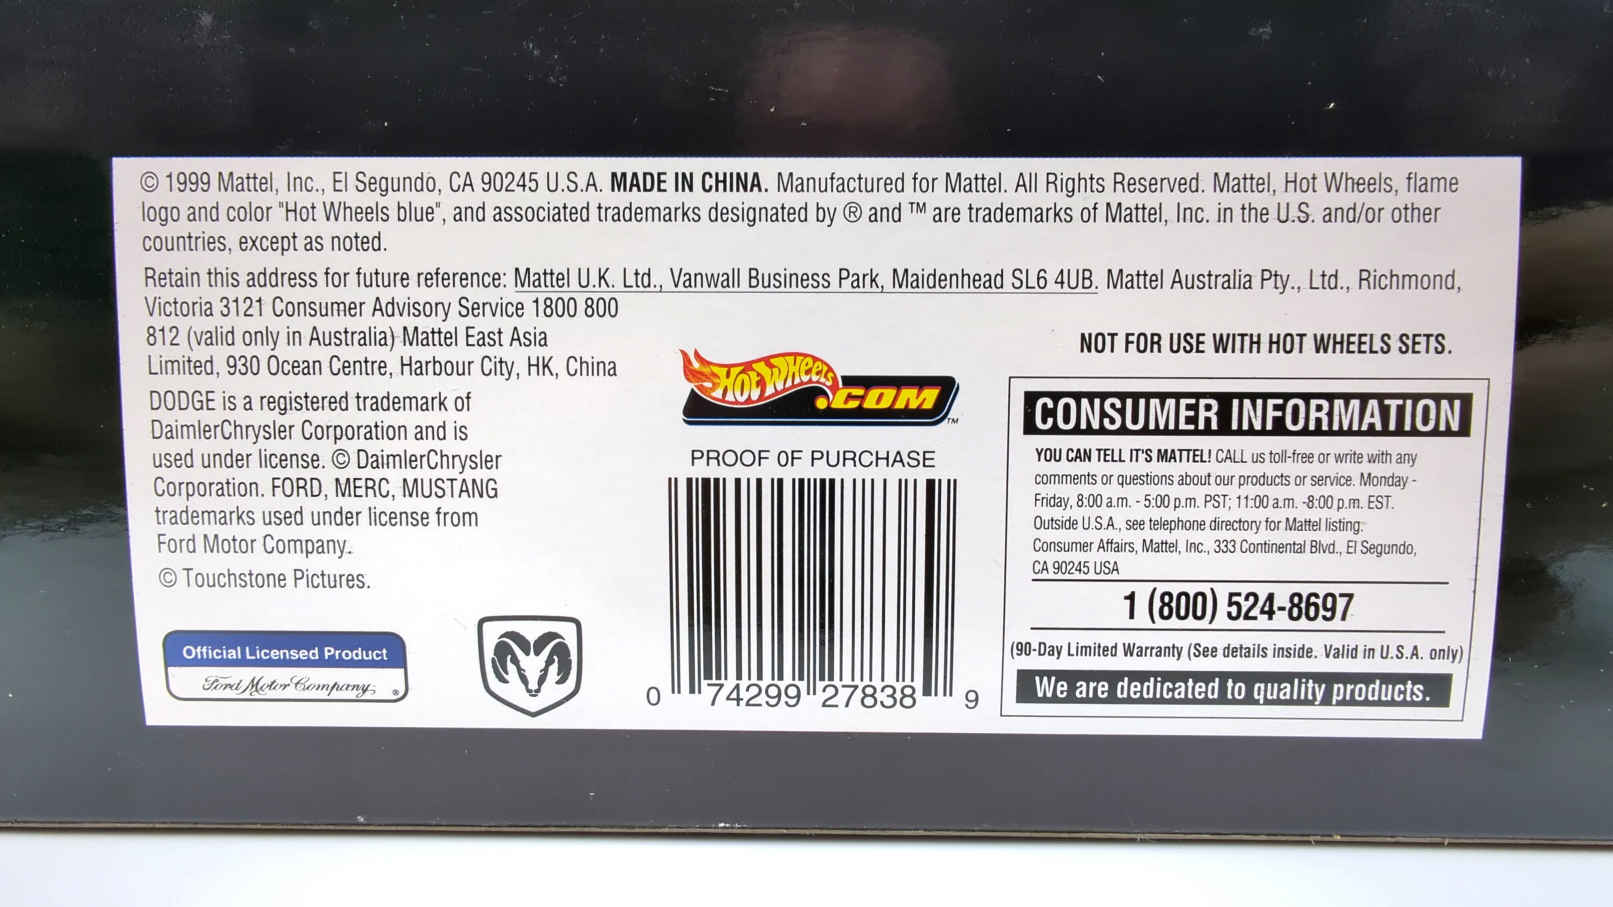 © 1999 Mattel, Inc., El Segundo, CA 90245 U.S.A. MADE IN CHINA. Manufactured for Mattel. All Rights Reserved. Mattel, Hot Wheels, flame
logo and color "Hot Wheels blue", and associated trademarks designated by ® and ™ are trademarks of Mattel, Inc. in the U.S. and/or other
countries, except as noted.
Retain this address for future reference: Mattel U.K. Ltd., Vanwall Business Park, Maidenhead SL6 4UB. Mattel Australia Pty., Ltd., Richmond,
Victoria 3121 Consumer Advisory Service 1800 800
812 (valid only in Australia) Mattel East Asia
Limited, 930 Ocean Centre, Harbour City, HK, China
DODGE is a registered trademark of
DaimlerChrysler Corporation and is
used under license. © DaimlerChrysler
Corporation. FORD, MERC, MUSTANG
trademarks used under license from
Ford Motor Company.
© Touchstone Pictures.
Official Licensed Product
Ford Motor Company ®
HOT WHEELS
.COM ™
PROOF OF PURCHASE
0 74299 27838 9
NOT FOR USE WITH HOT WHEELS SETS.
CONSUMER INFORMATION
YOU CAN TELL IT'S MATTEL! CALL us toll-free or write with any
comments or questions about our products or service. Monday -
Friday, 8:00 a.m. - 5:00 p.m. PST; 11:00 a.m. -8:00 p.m. EST.
Outside U.S.A., see telephone directory for Mattel listing.
Consumer Affairs, Mattel, Inc., 333 Continental Blvd., El Segundo,
CA 90245 USA
1 (800) 524-8697
(90-Day Limited Warranty (See details inside. Valid in U.S.A. only)
We are dedicated to quality products.